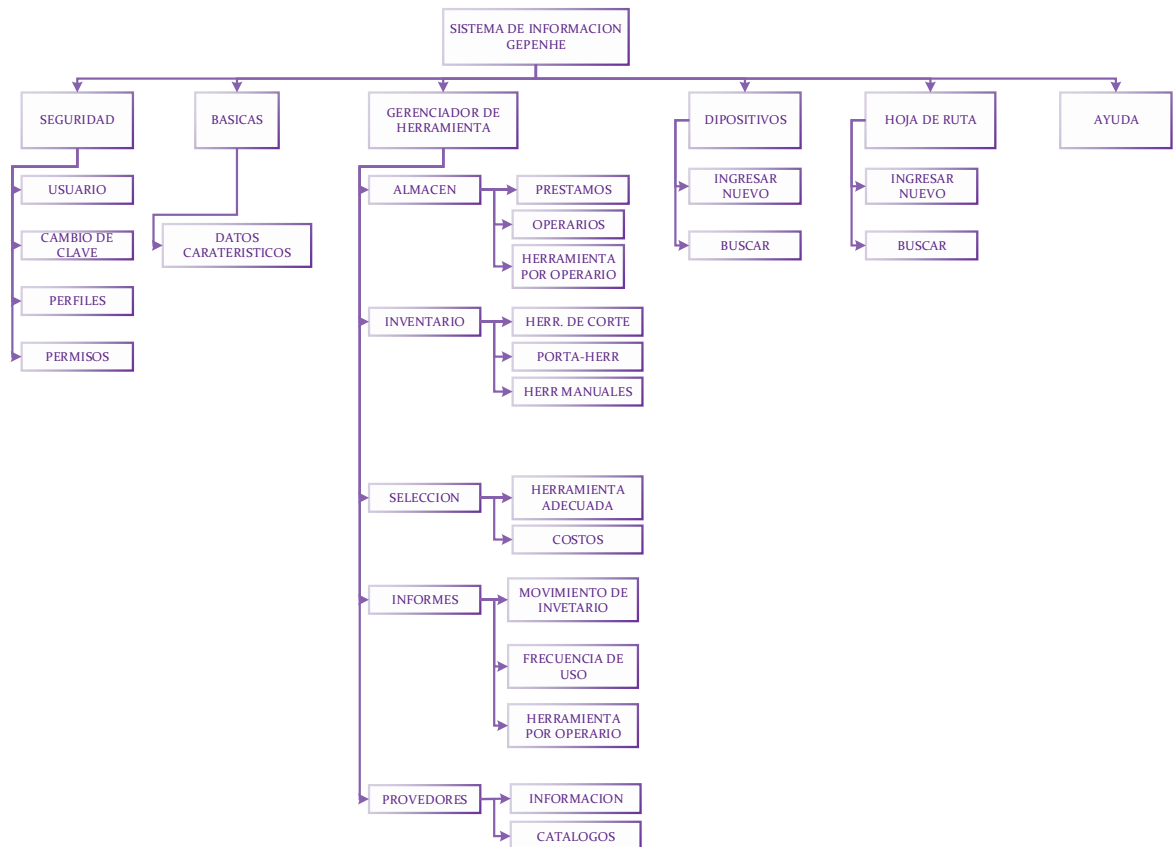 SISTEMA DE INFORMACION
GEPENHE
SEGURIDAD
BASICAS
GERENCIADOR DE
HERRAMIENTA
DIPOSITIVOS
HOJA DE RUTA
AYUDA
USUARIO
CAMBIO DE
CLAVE
PERFILES
PERMISOS
DATOS
CARATERISTICOS
ALMACEN
PRESTAMOS
OPERARIOS
HERRAMIENTA
POR OPERARIO
INVENTARIO
HERR. DE CORTE
PORTA-HERR
HERR MANUALES
SELECCION
HERRAMIENTA
ADECUADA
COSTOS
INFORMES
MOVIMIENTO DE
INVETARIO
FRECUENCIA DE
USO
HERRAMIENTA
POR OPERARIO
PROVEDORES
INFORMACION
CATALOGOS
INGRESAR
NUEVO
BUSCAR
INGRESAR
NUEVO
BUSCAR